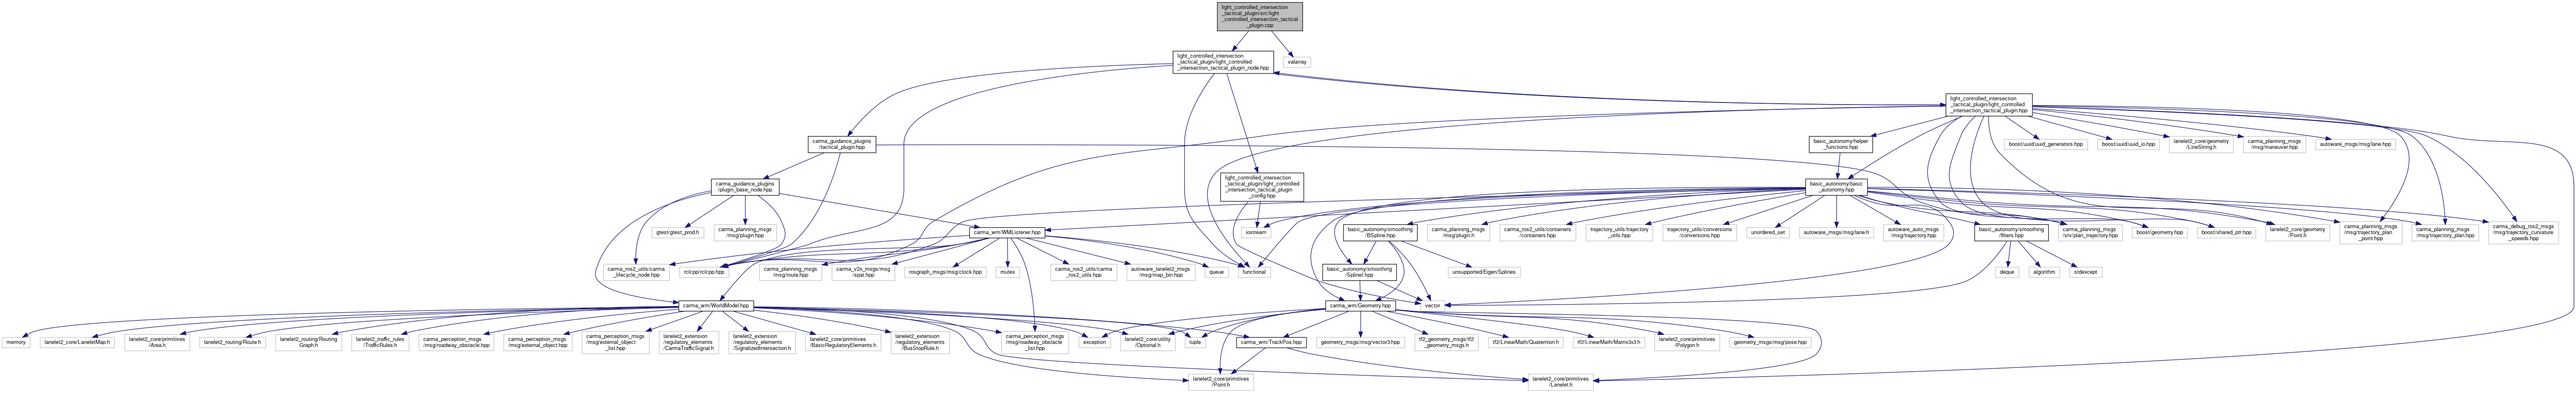 light_controlled_intersection
_tactical_plugin/src/light
_controlled_intersection_tactical
_plugin.cpp
light_controlled_intersection
_tactical_plugin/light_controlled
_intersection_tactical_plugin_node.hpp
valarray
light_controlled_intersection
_tactical_plugin/light_controlled
_intersection_tactical_plugin.hpp
carma_guidance_plugins
/tactical_plugin.hpp
basic_autonomy/helper
_functions.hpp
boost/uuid/uuid_generators.hpp
boost/uuid/uuid_io.hpp
lanelet2_core/geometry
/LineString.h
carma_planning_msgs
/msg/maneuver.hpp
autoware_msgs/msg/lane.hpp
carma_guidance_plugins
/plugin_base_node.hpp
light_controlled_intersection
_tactical_plugin/light_controlled
_intersection_tactical_plugin
_config.hpp
basic_autonomy/basic
_autonomy.hpp
gtest/gtest_prod.h
carma_planning_msgs
/msg/plugin.hpp
carma_wm/WMListener.hpp
iostream
basic_autonomy/smoothing
/BSpline.hpp
carma_planning_msgs
/msg/plugin.h
carma_ros2_utils/containers
/containers.hpp
trajectory_utils/trajectory
_utils.hpp
trajectory_utils/conversions
/conversions.hpp
unordered_set
autoware_msgs/msg/lane.h
autoware_auto_msgs
/msg/trajectory.hpp
basic_autonomy/smoothing
/filters.hpp
carma_planning_msgs
/srv/plan_trajectory.hpp
boost/geometry.hpp
boost/shared_ptr.hpp
lanelet2_core/geometry
/Point.h
carma_planning_msgs
/msg/trajectory_plan
_point.hpp
carma_planning_msgs
/msg/trajectory_plan.hpp
carma_debug_ros2_msgs
/msg/trajectory_curvature
_speeds.hpp
carma_ros2_utils/carma
_lifecycle_node.hpp
rclcpp/rclcpp.hpp
carma_planning_msgs
/msg/route.hpp
carma_v2x_msgs/msg
/spat.hpp
rosgraph_msgs/msg/clock.hpp
mutex
carma_ros2_utils/carma
_ros2_utils.hpp
autoware_lanelet2_msgs
/msg/map_bin.hpp
queue
functional
basic_autonomy/smoothing
/SplineI.hpp
unsupported/Eigen/Splines
deque
algorithm
stdexcept
carma_wm/WorldModel.hpp
carma_wm/Geometry.hpp
vector
memory
lanelet2_core/LaneletMap.h
lanelet2_core/primitives
/Area.h
lanelet2_routing/Route.h
lanelet2_routing/Routing
Graph.h
lanelet2_traffic_rules
/TrafficRules.h
carma_perception_msgs
/msg/roadway_obstacle.hpp
carma_perception_msgs
/msg/external_object.hpp
carma_perception_msgs
/msg/external_object
_list.hpp
lanelet2_extension
/regulatory_elements
/CarmaTrafficSignal.h
lanelet2_extension
/regulatory_elements
/SignalizedIntersection.h
lanelet2_core/primitives
/BasicRegulatoryElements.h
lanelet2_extension
/regulatory_elements
/BusStopRule.h
carma_perception_msgs
/msg/roadway_obstacle
_list.hpp
exception
lanelet2_core/utility
/Optional.h
tuple
carma_wm/TrackPos.hpp
geometry_msgs/msg/vector3.hpp
tf2_geometry_msgs/tf2
_geometry_msgs.h
tf2/LinearMath/Quaternion.h
tf2/LinearMath/Matrix3x3.h
lanelet2_core/primitives
/Polygon.h
geometry_msgs/msg/pose.hpp
lanelet2_core/primitives
/Point.h
lanelet2_core/primitives
/Lanelet.h